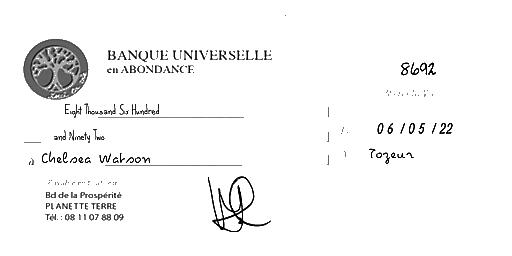 BANQUE UNIVERSELLE
en ABONDANCE
8692
Eight Thousand Six Hundred
and Ninety Two
06/05/22
à Chelsea Watson
Tozeur
Bd de la Prospérité
PLANETTE TERRE
Tél. : 08 11 07 88 09